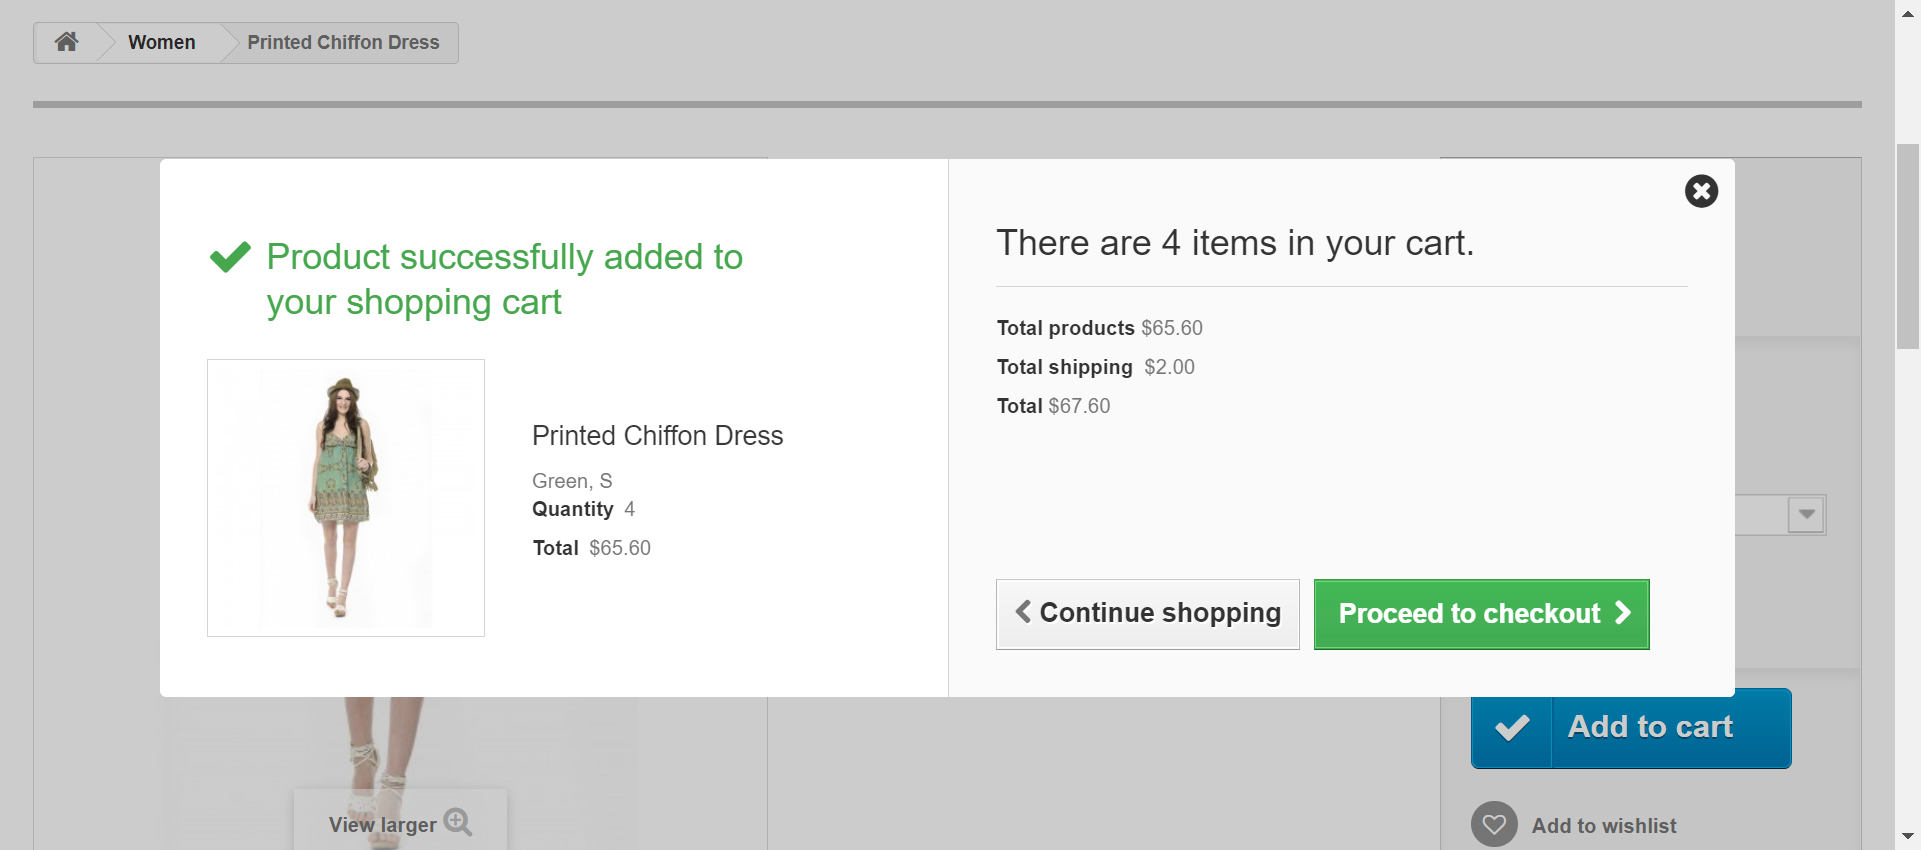 Women
Printed Chiffon Dress
Product successfully added to
your shopping cart
Printed Chiffon Dress
Green, S
Quantity 4
Total $65.60
There are 4 items in your cart.
Total products $65.60
Total shipping $2.00
Total $67.60
Continue shopping
Proceed to checkout
Add to cart
View larger
Add to wishlist